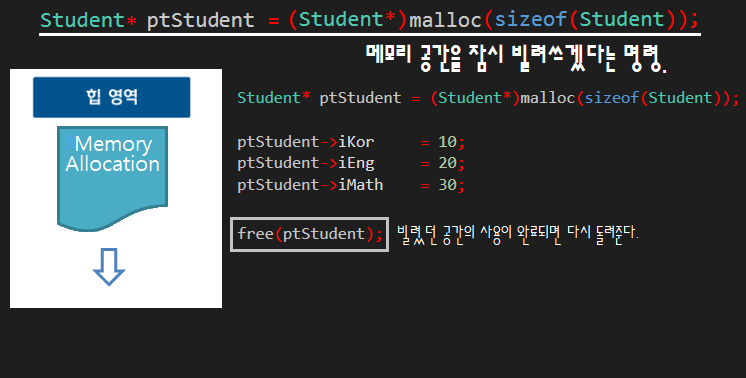 Student* ptStudent = (Student*)malloc(sizeof(Student));
메모리 공간을 잠시 빌려쓰겠다는 명령.
힙 영역
Memory
Allocation
Student* ptStudent = (Student*)malloc(sizeof(Student));
ptStudent->iKor = 10;
ptStudent->iEng = 20;
ptStudent->iMath = 30;
free(ptStudent); 빌렸던 공간의 사용이 완료되면 다시 돌려준다.